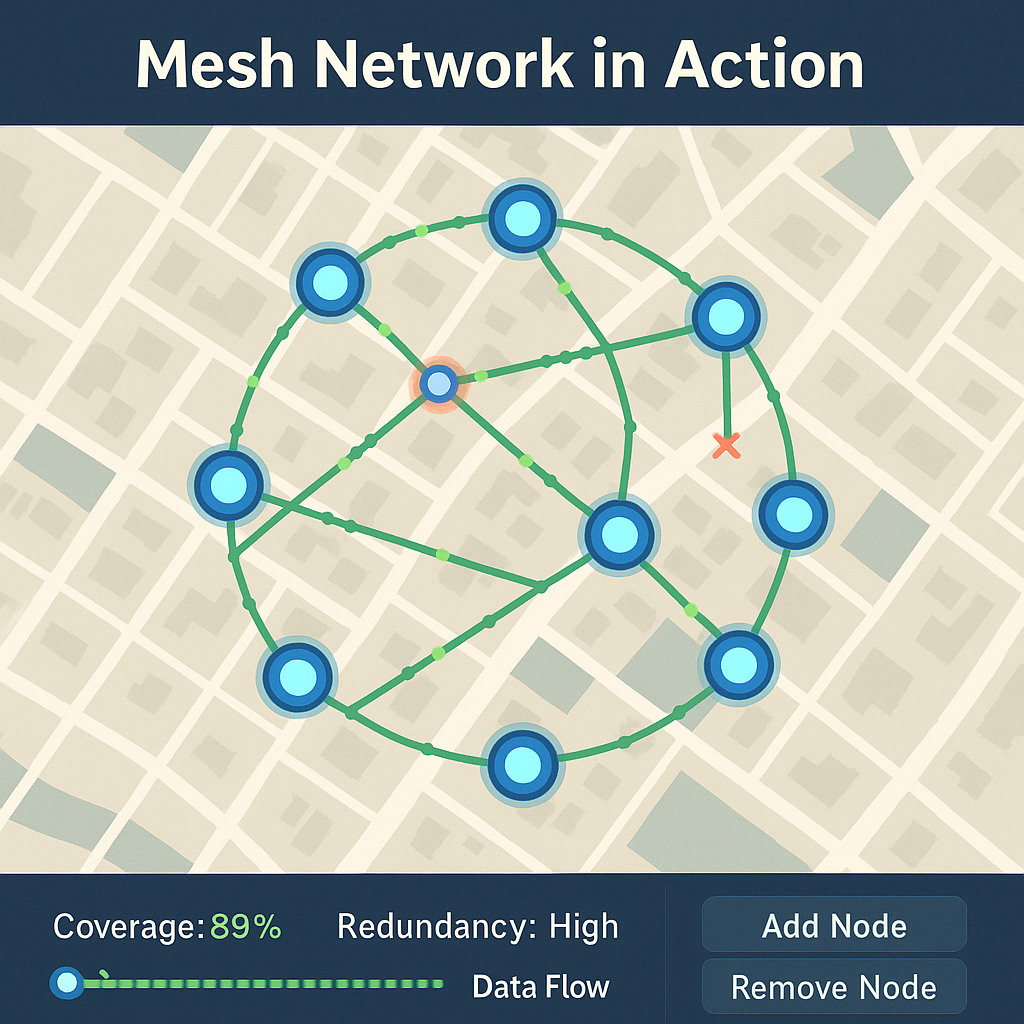 Mesh Network in Action
Coverage: 89% Redundancy: High
Data Flow
Add Node
Remove Node